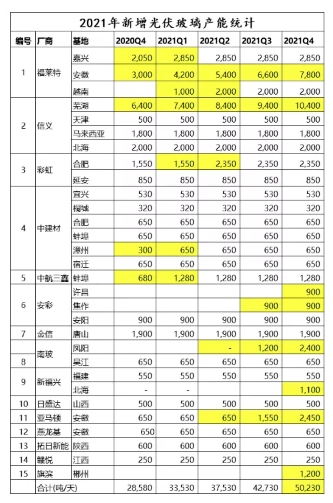 2021年新增光伏玻璃产能统计
编号 厂商 基地 2020Q4 2021Q1 2021Q2 2021Q3 2021Q4
1 福莱特 嘉兴 2,050 2,850 2,850 2,850 2,850
安徽 3,000 4,200 5,400 6,600 7,800
越南 1,000 2,000 2,000 2,000
2 信义 芜湖 6,400 7,400 8,400 9,400 10,400
天津 500 500 500 500 500
马来西亚 1,800 1,800 1,800 1,800 1,800
北海 2,000 2,000 2,000 2,000 2,000
3 彩虹 合肥 1,550 1,550 2,350 2,350 2,350
延安 850 850 850 850 850
4 中建材 宜兴 530 530 530 530 530
桐城 320 320 320 320 320
合肥 650 650 650 650 650
蚌埠 650 650 650 650 650
漳州 300 650 650 650 650
宿迁 650 650 650 650 650
5 中航三鑫 蚌埠 680 1,280 1,280 1,280 1,280
6 安彩 许昌 900
焦作 900 900
安阳 900 900 900 900 900
7 金信 唐山 1,900 1,900 1,900 1,900 1,900
8 南玻 凤阳 - 1,200 2,400
吴江 650 650 650 650 650
9 新福兴 福建 550 550 550 550 550
北海 - - 1,100
10 日盛达 山西 500 500 500 500 500
11 亚马顿 安徽 650 650 650 1,550 2,450
12 燕龙基 安徽 650 650 650 650 650
13 拓日新能 陕西 600 600 600 600 600
14 赣悦 江西 250 250 250 250 250
15 旗滨 郴州 1,200
合计(吨/天) 28,580 33,530 37,530 42,730 50,230